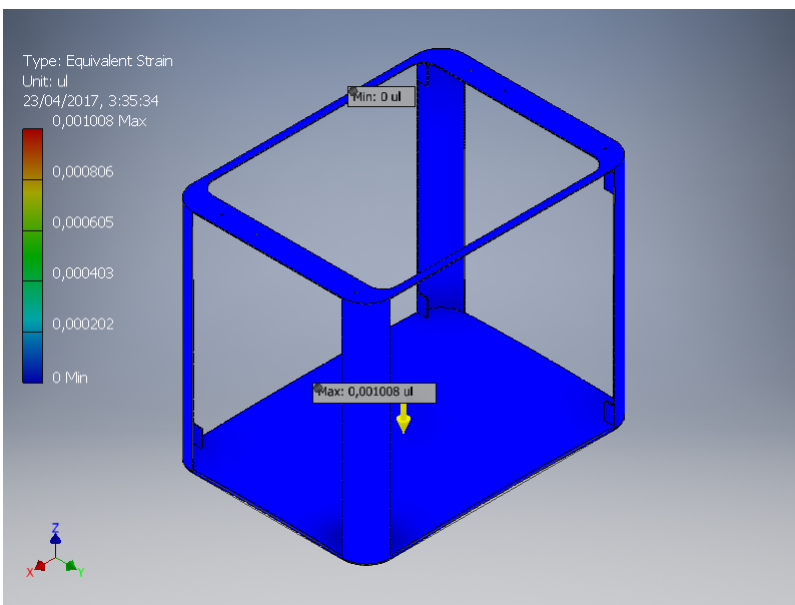 Type: Equivalent Strain
Unit: ul
23/04/2017, 3:35:34
0,001008 Max
0,000806
0,000605
0,000403
0,000202
0 Min
Min: 0 ul
Max: 0,001008 ul
Z
X
Y